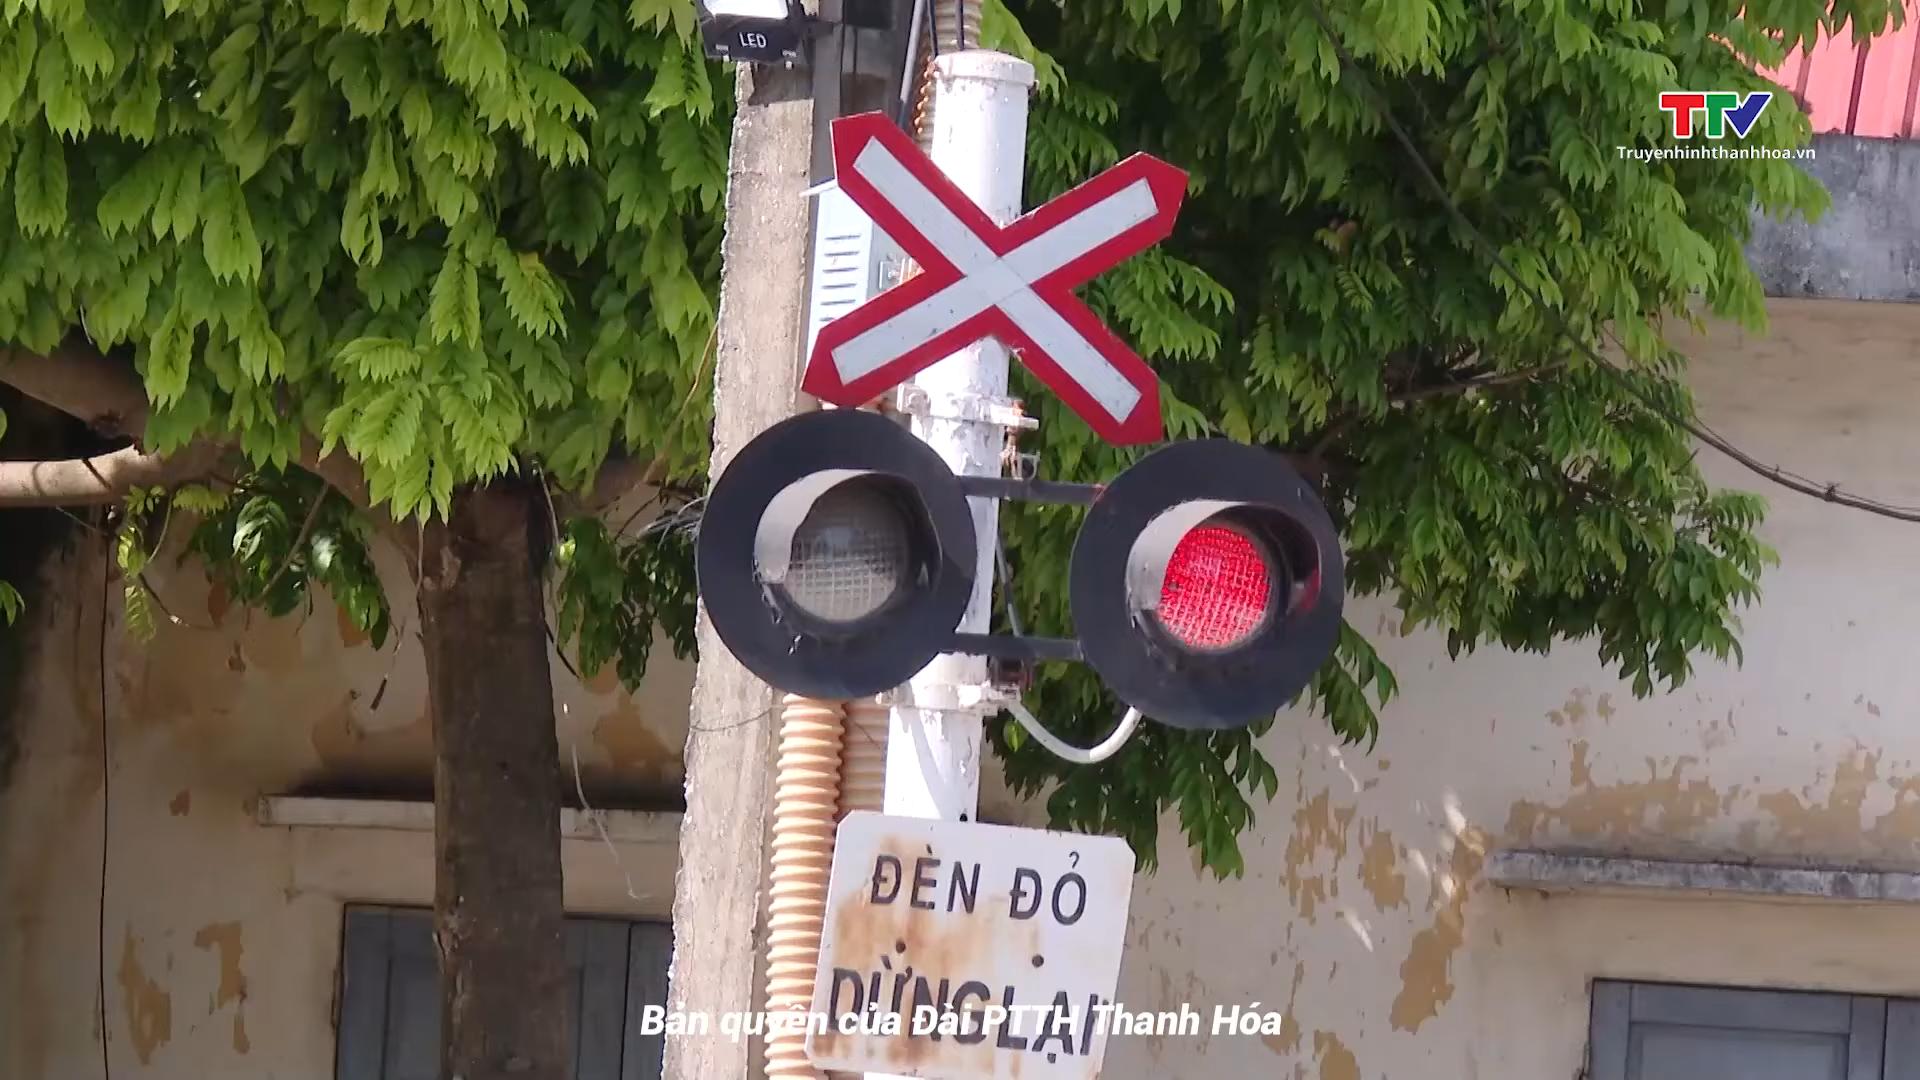 LED
TTV
Truyenhinhthanhhoa.vn
ĐÈN ĐỎ
DỪNG LẠI
Bản quyền của Đài PTTH Thanh Hóa